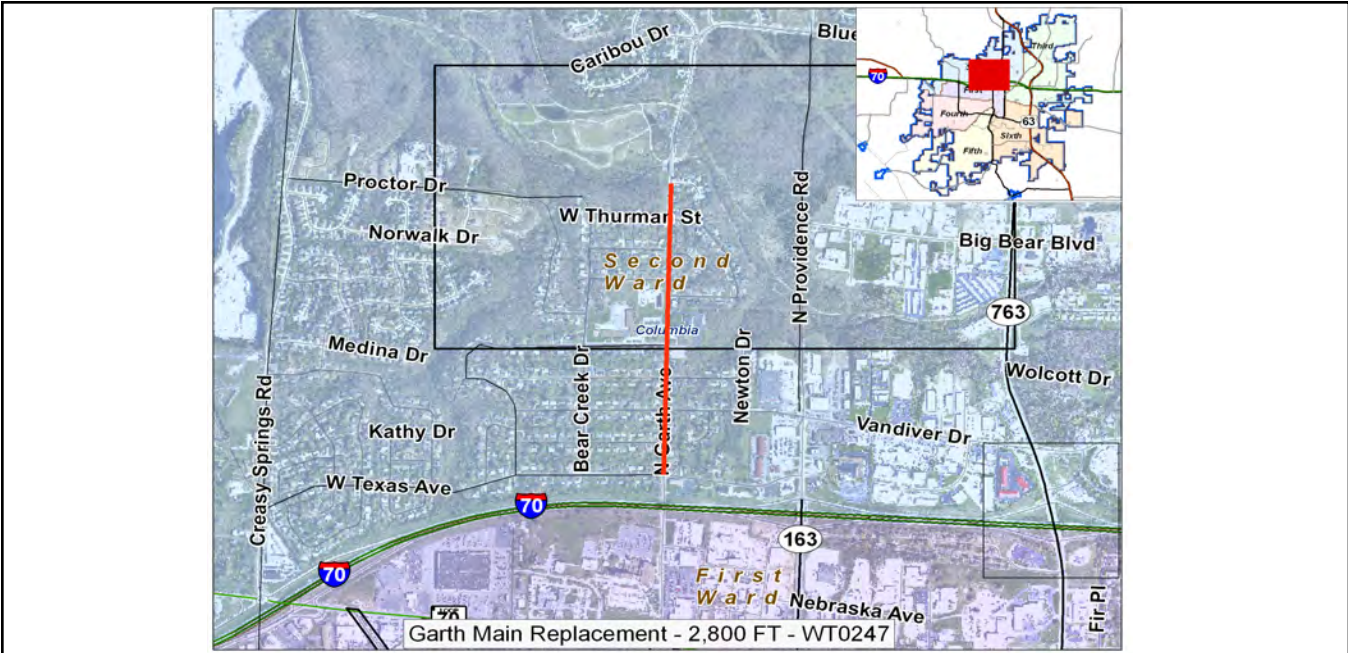 Caribou Dr
Blue
Third
70
First
Fourth
63
Sixth
Fifth
Proctor Dr
W Thurman St
N Providence Rd
Norwalk Dr
Big Bear Blvd
Second
Ward
763
Columbia
Medina Dr
Wolcott Dr
Creasy Springs Rd
Bear Creek Dr
N Garth Ave
Newton Dr
Kathy Dr
Vandiver Dr
W Texas Ave
70
163
70
First
Ward
Nebraska Ave
Fir Pl
70
Garth Main Replacement - 2,800 FT - WT0247